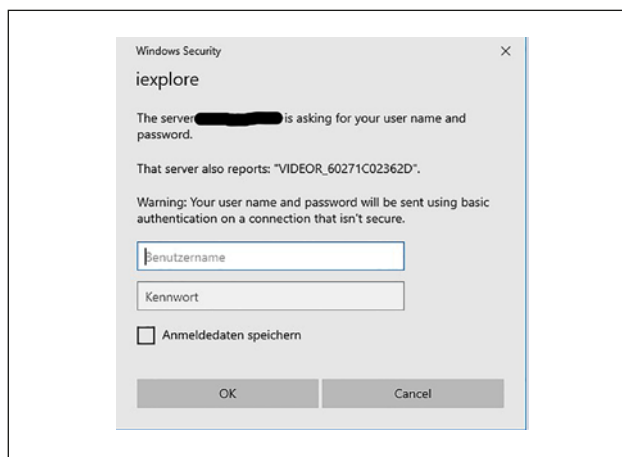 Windows Security
iexplore
The server is asking for your user name and
password.
That server also reports: "VIDEOR_60271C02362D".
Warning: Your user name and password will be sent using basic
authentication on a connection that isn't secure.
Benutzername
Kennwort
Anmeldedaten speichern
OK Cancel